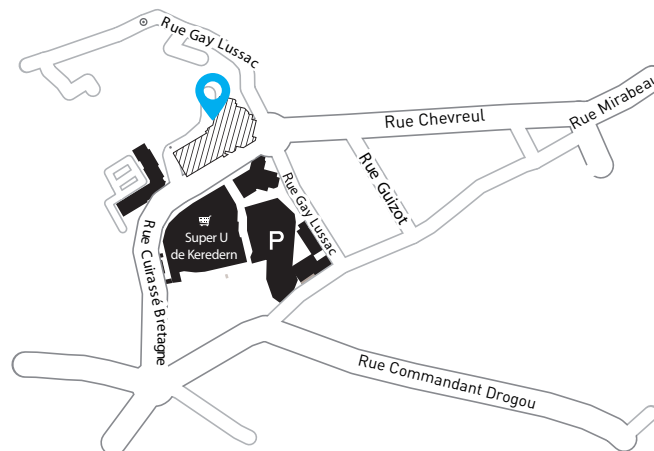 Rue Gay Lussac
Rue Mirabeau
Rue Chevreul
Rue Guizot
Rue Gay Lussac
P
Super U
de Keredern
Rue Cuirassé Bretagne
Rue Commandant Drogou